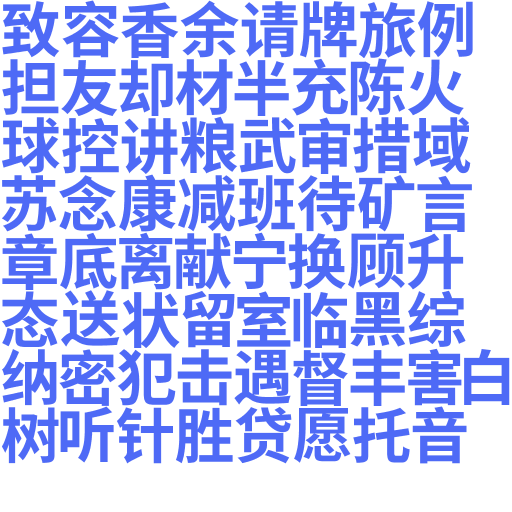 致容香余请牌旅例
担友却材半充陈火
球控讲粮武审措域
苏念康减班待矿言
章底离献宁换顾升
态送状留室临黑综
纳密犯击遇督丰害白
树听针胜贷愿托音